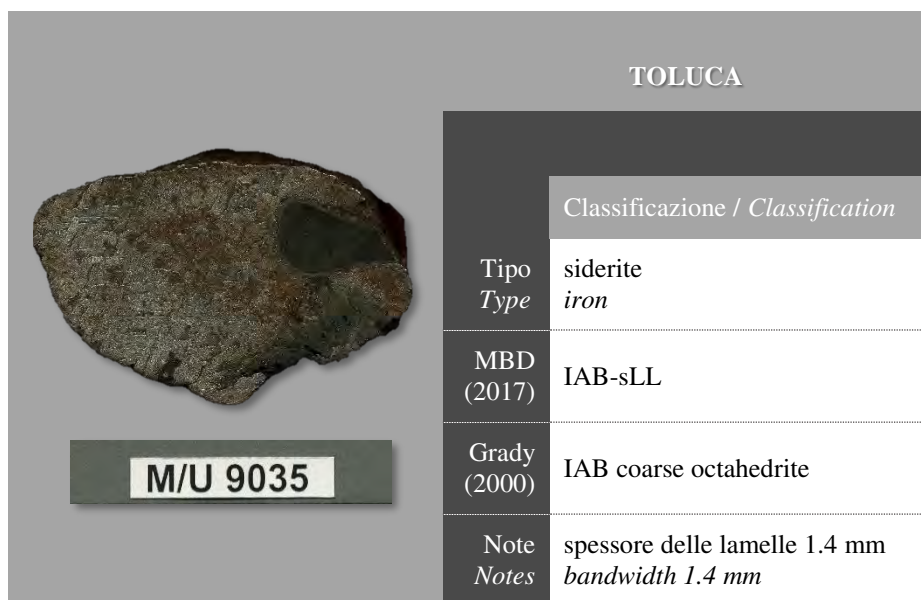 TOLUCA
Classificazione / Classification
Tipo
Type
siderite
iron
MBD
(2017)
IAB-sLL
Grady
(2000)
IAB coarse octahedrite
Note
Notes
spessore delle lamelle 1.4 mm
bandwidth 1.4 mm
M/U 9035